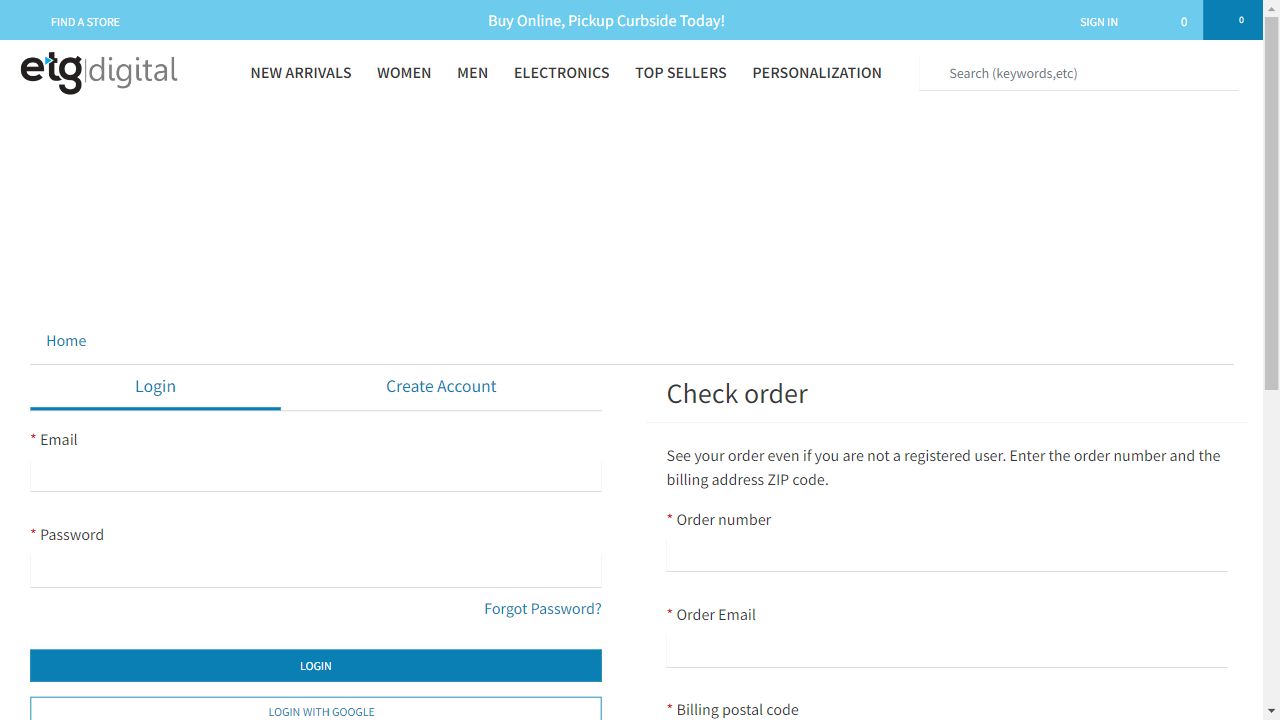 FIND A STORE
Buy Online, Pickup Curbside Today!
SIGN IN
0
0
etg|digital
NEW ARRIVALS
WOMEN
MEN
ELECTRONICS
TOP SELLERS
PERSONALIZATION
Search (keywords,etc)
Home
Login
Create Account
* Email
* Password
Forgot Password?
LOGIN
LOGIN WITH GOOGLE
Check order
See your order even if you are not a registered user. Enter the order number and the
billing address ZIP code.
* Order number
* Order Email
* Billing postal code